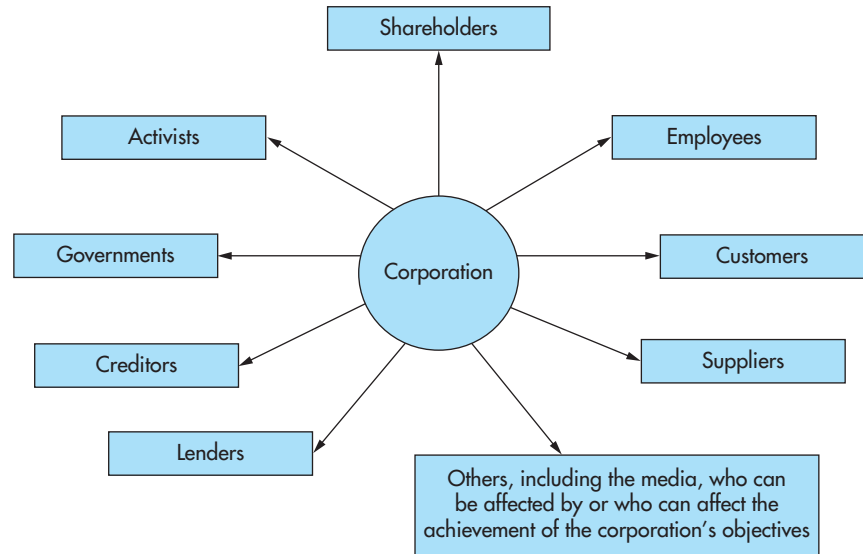 Shareholders
Activists
Employees
Governments
Corporation
Customers
Creditors
Suppliers
Lenders
Others, including the media, who can
be affected by or who can affect the
achievement of the corporation’s objectives